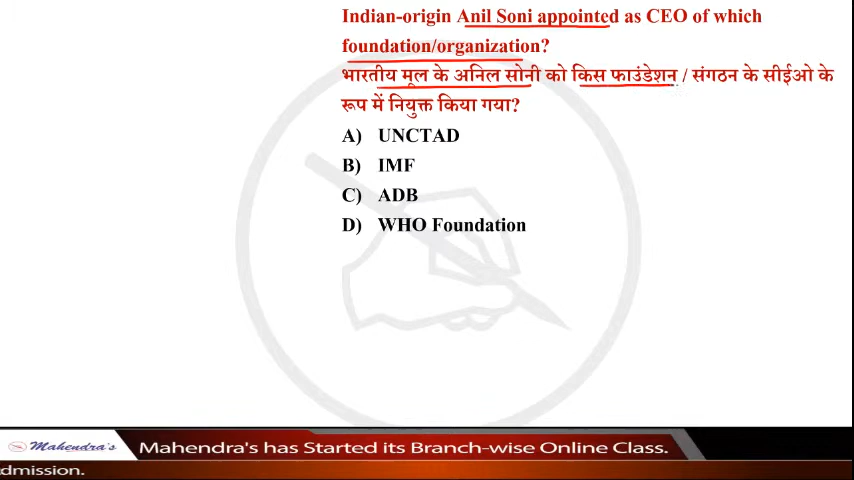 Indian-origin Anil Soni appointed as CEO of which
foundation/organization?
भारतीय मूल के अनिल सोनी को किस फाउंडेशन / संगठन के सीईओ के
रूप में नियुक्त किया गया?
A) UNCTAD
B) IMF
C) ADB
D) WHO Foundation
Mahendra's
Mahendra's has Started its Branch-wise Online Class.
dmission.